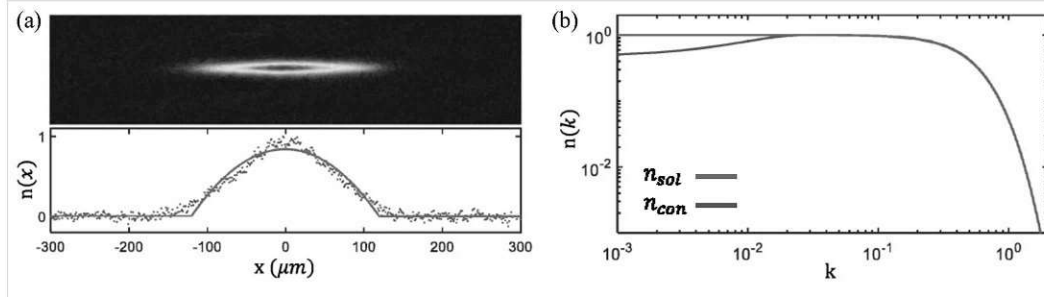 (a)
1
n(x)
0
-300 -200 -100 0 100 200 300
x (μm)
(b)
10⁰
n(k)
10⁻²
n_sol
n_con
10⁻³ 10⁻² 10⁻¹ 10⁰
k